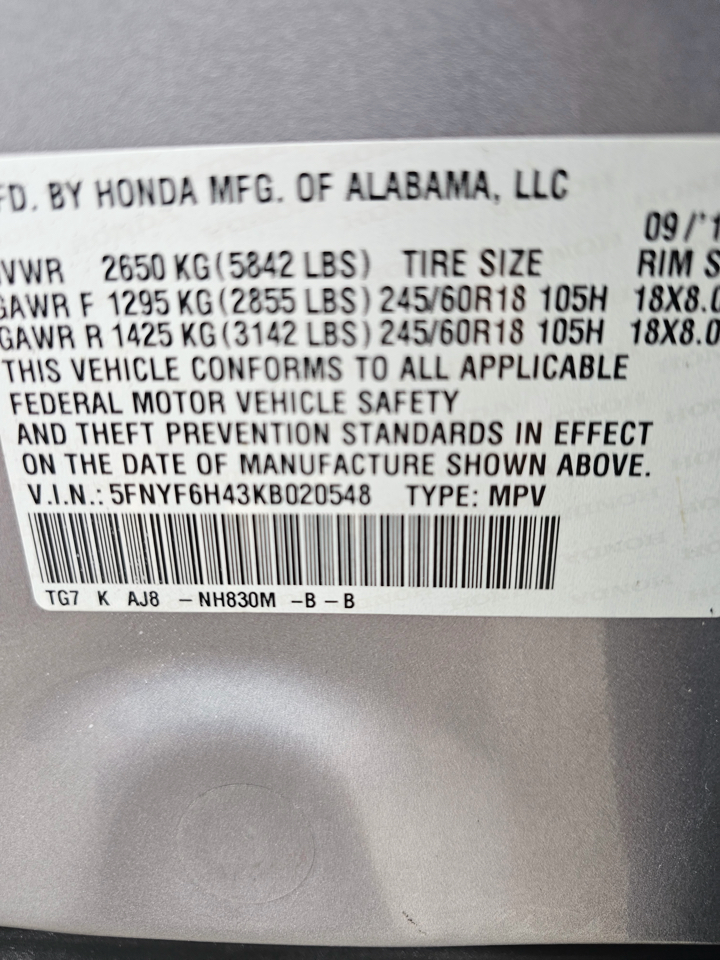 FD. BY HONDA MFG. OF ALABAMA, LLC
09/'1
VWR 2650 KG(5842 LBS) TIRE SIZE RIM S
GAWR F 1295 KG(2855 LBS) 245/60R18 105H 18X8.0
GAWR R 1425 KG(3142 LBS) 245/60R18 105H 18X8.0
THIS VEHICLE CONFORMS TO ALL APPLICABLE
FEDERAL MOTOR VEHICLE SAFETY
AND THEFT PREVENTION STANDARDS IN EFFECT
ON THE DATE OF MANUFACTURE SHOWN ABOVE.
V.I.N.: 5FNYF6H43KB020548 TYPE: MPV
TG7 K AJ8 -NH830M -B-B